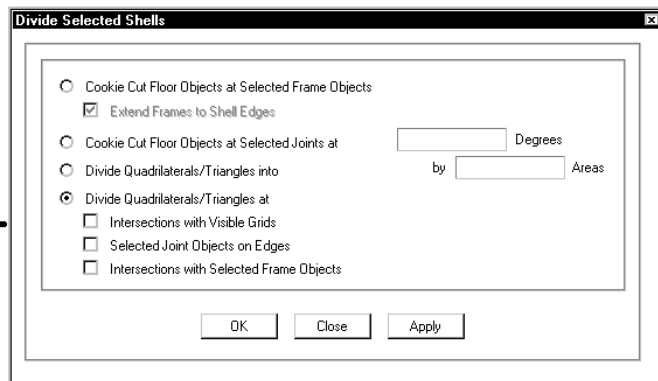 Divide Selected Shells
Cookie Cut Floor Objects at Selected Frame Objects
Extend Frames to Shell Edges
Cookie Cut Floor Objects at Selected Joints at Degrees
Divide Quadrilaterals/Triangles into by Areas
Divide Quadrilaterals/Triangles at
Intersections with Visible Grids
Selected Joint Objects on Edges
Intersections with Selected Frame Objects
OK Close Apply